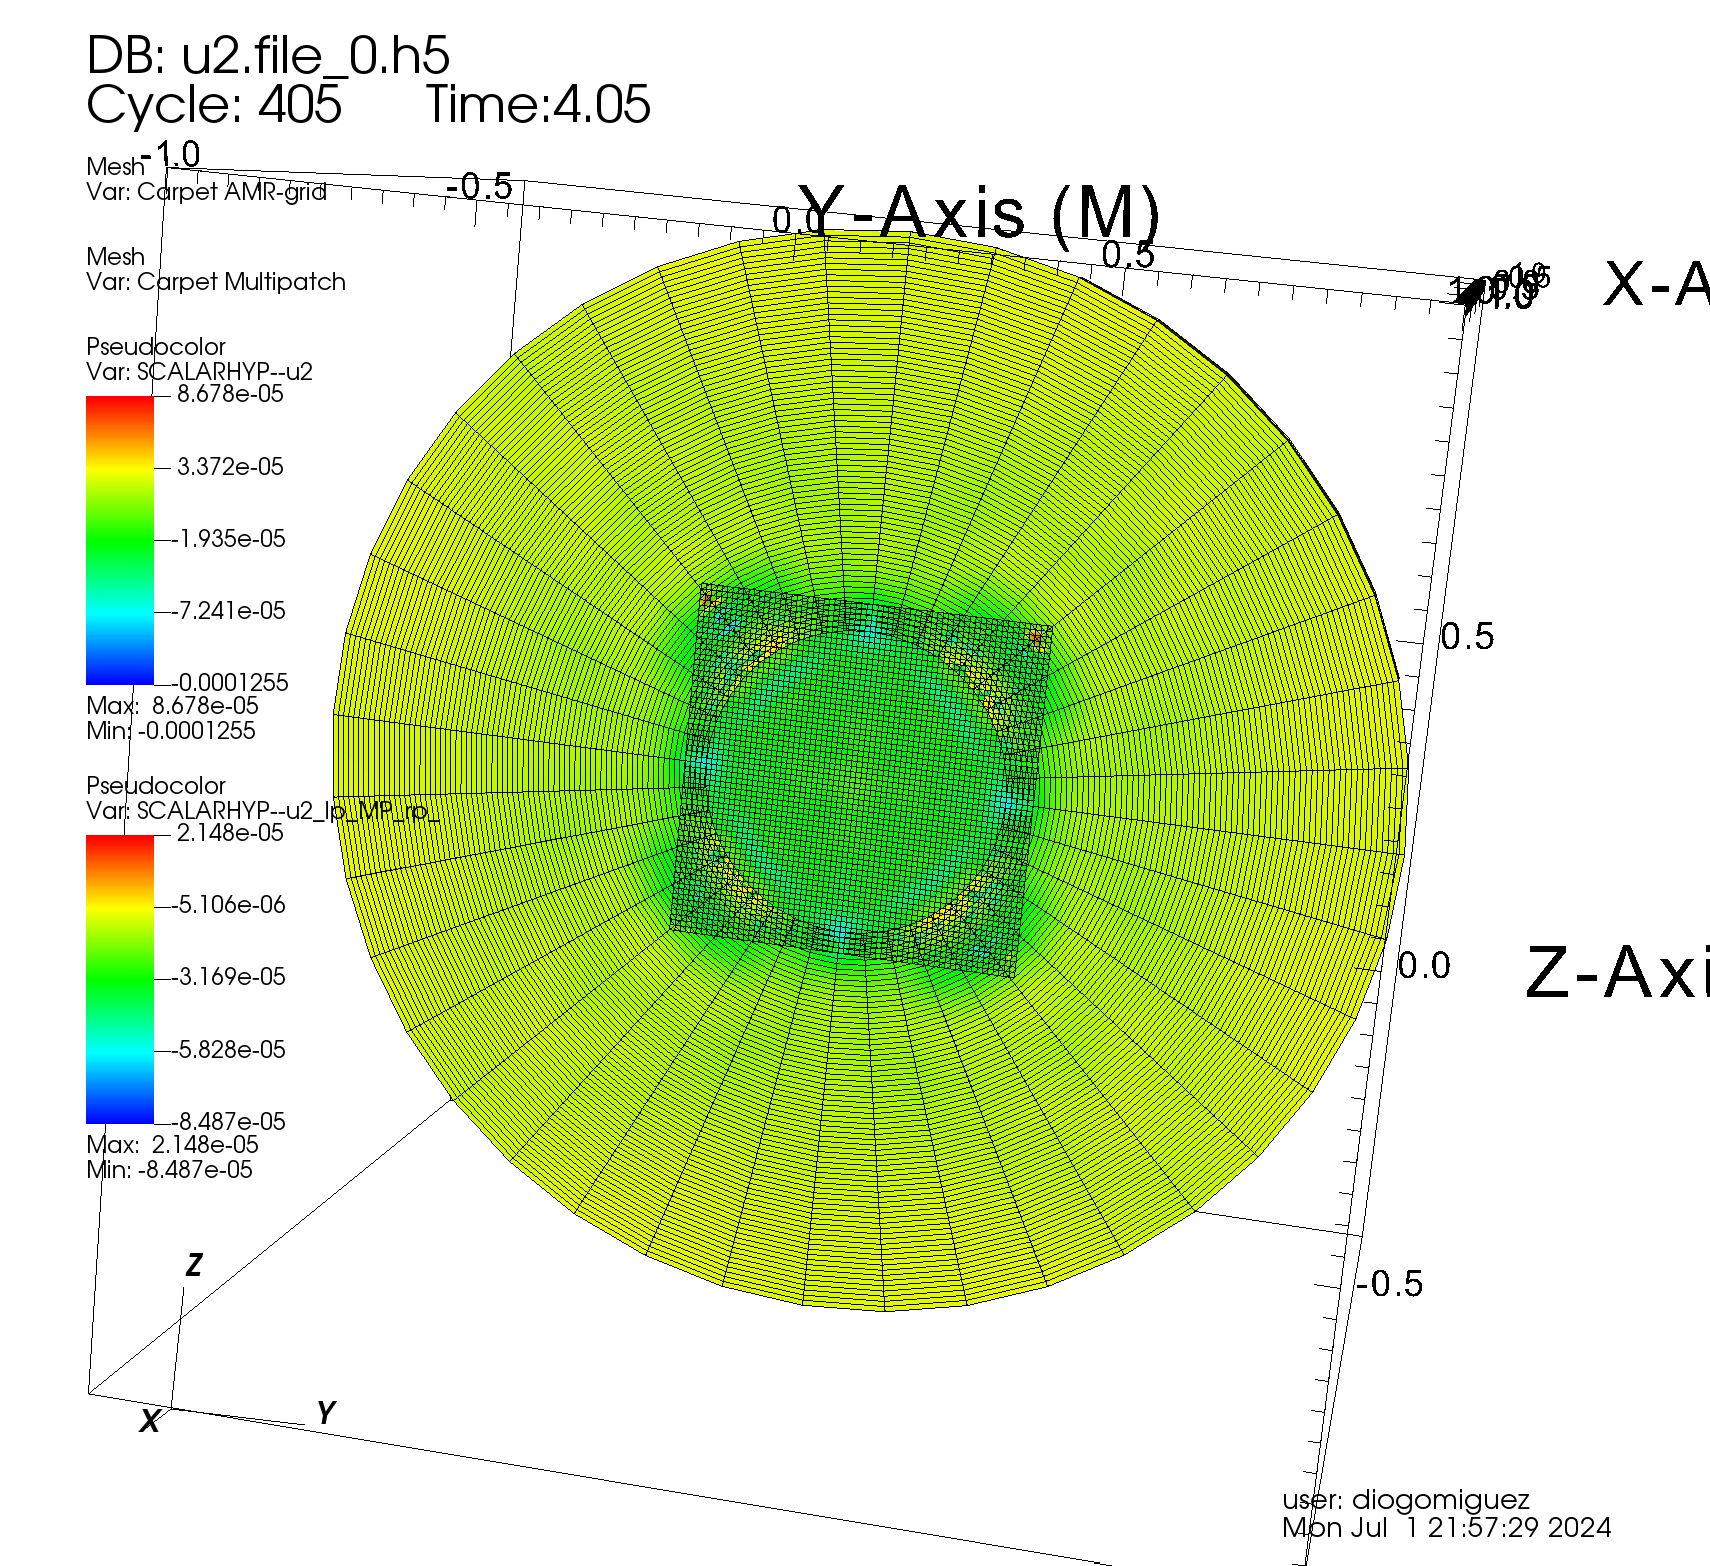 DB: u2.file_0.h5
Cycle: 405 Time:4.05
Mesh
Var: Carpet AMR-grid
Mesh
Var: Carpet Multipatch
Pseudocolor
Var: SCALARHYP--u2
8.678e-05
3.372e-05
-1.935e-05
-7.241e-05
-0.0001255
Max: 8.678e-05
Min: -0.0001255
Pseudocolor
Var: SCALARHYP--u2_lp_MP_rp_
2.148e-05
-5.106e-06
-3.169e-05
-5.828e-05
-8.487e-05
Max: 2.148e-05
Min: -8.487e-05
-1.0
-0.5
0.0
Y-Axis (M)
0.5
X-A
0.5
0.0
Z-Axi
-0.5
Z
Y
X
user: diogomiguez
Mon Jul 1 21:57:29 2024